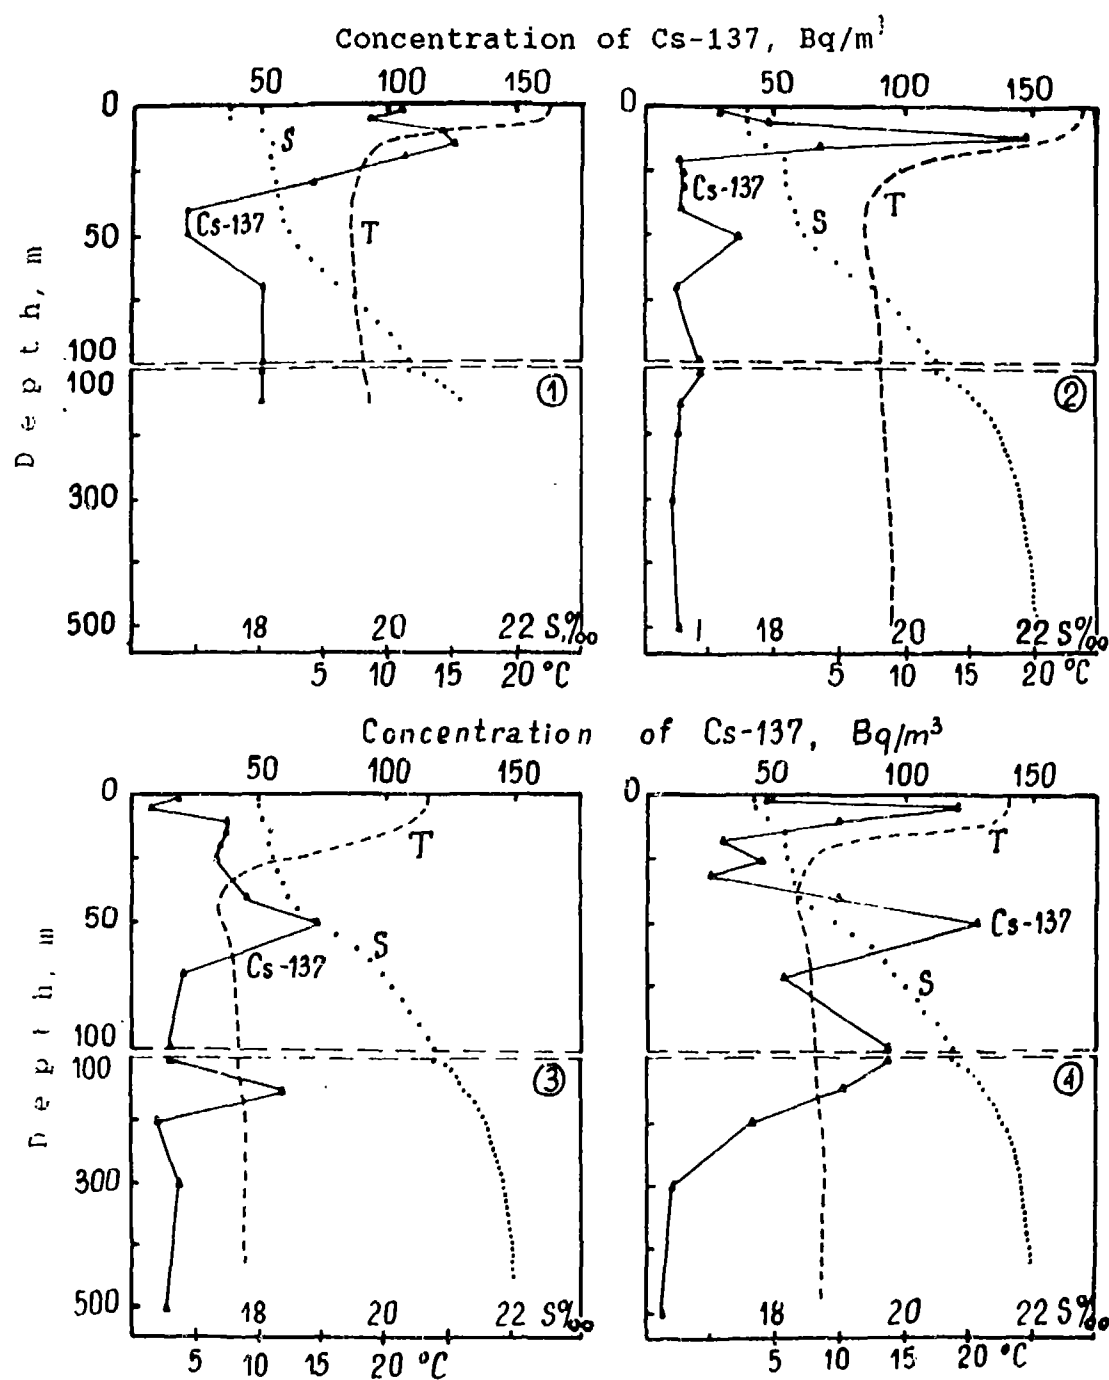 Concentration of Cs-137, Bq/m³
50 100 150 50 100 150
0 0
S
Cs-137 T Cs-137 T
S
50
Depth, m
100
100 ① ②
300
500 18 20 22 S,‰ 18 20 22 S‰
5 10 15 20 °C 5 10 15 20 °C
Concentration of Cs-137, Bq/m³
50 100 150 50 100 150
0 0
T T
50 S Cs-137
Cs-137 S
Depth, m
100
100 ③ ④
300
500 18 20 22 S‰ 18 20 22 S‰
5 10 15 20 °C 5 10 15 20 °C